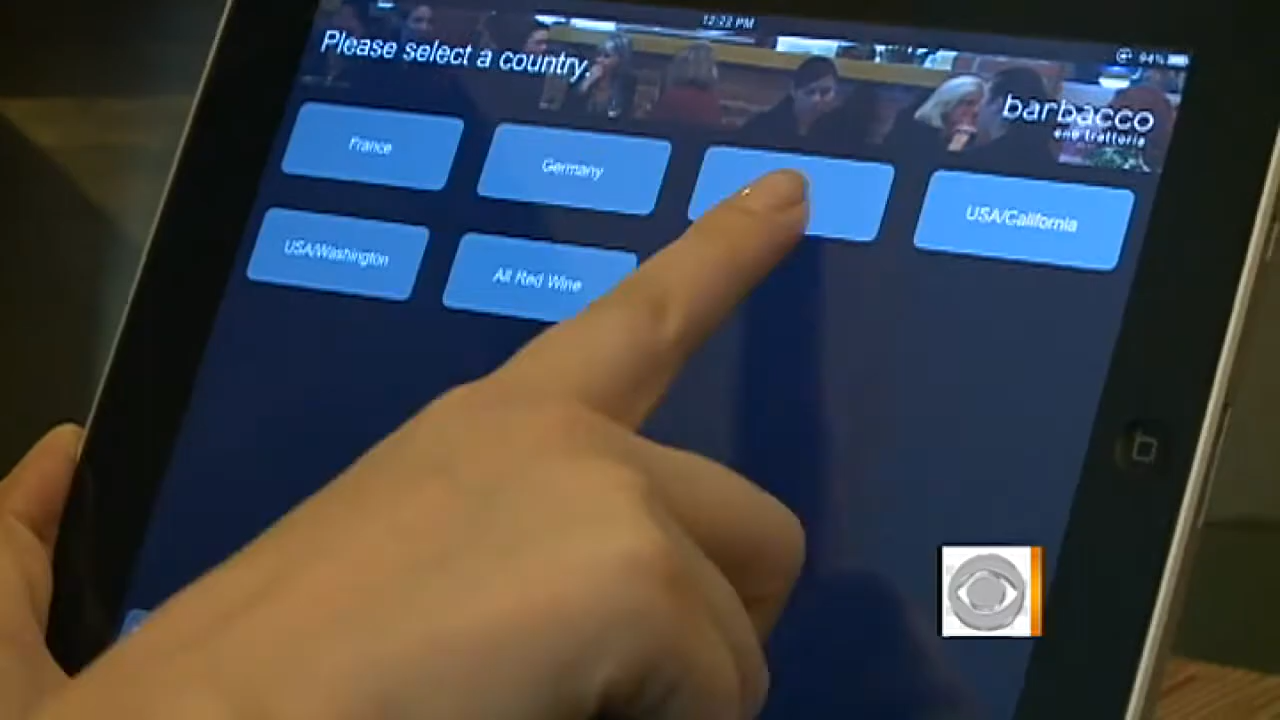 12:22 PM
94%
Please select a country.
barbacco
eno trattoria
France
Germany
USA/California
USA/Washington
All Red Wine